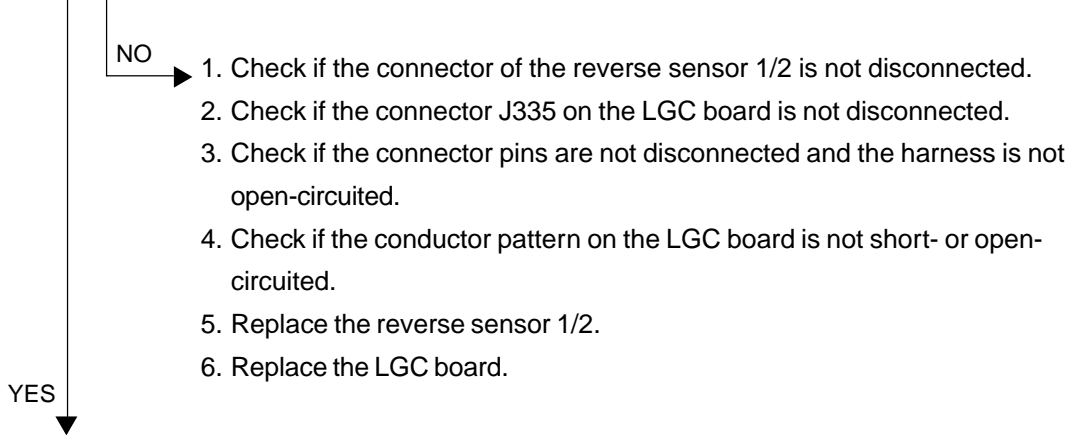 NO
1. Check if the connector of the reverse sensor 1/2 is not disconnected.
2. Check if the connector J335 on the LGC board is not disconnected.
3. Check if the connector pins are not disconnected and the harness is not
open-circuited.
4. Check if the conductor pattern on the LGC board is not short- or open-
circuited.
5. Replace the reverse sensor 1/2.
6. Replace the LGC board.
YES